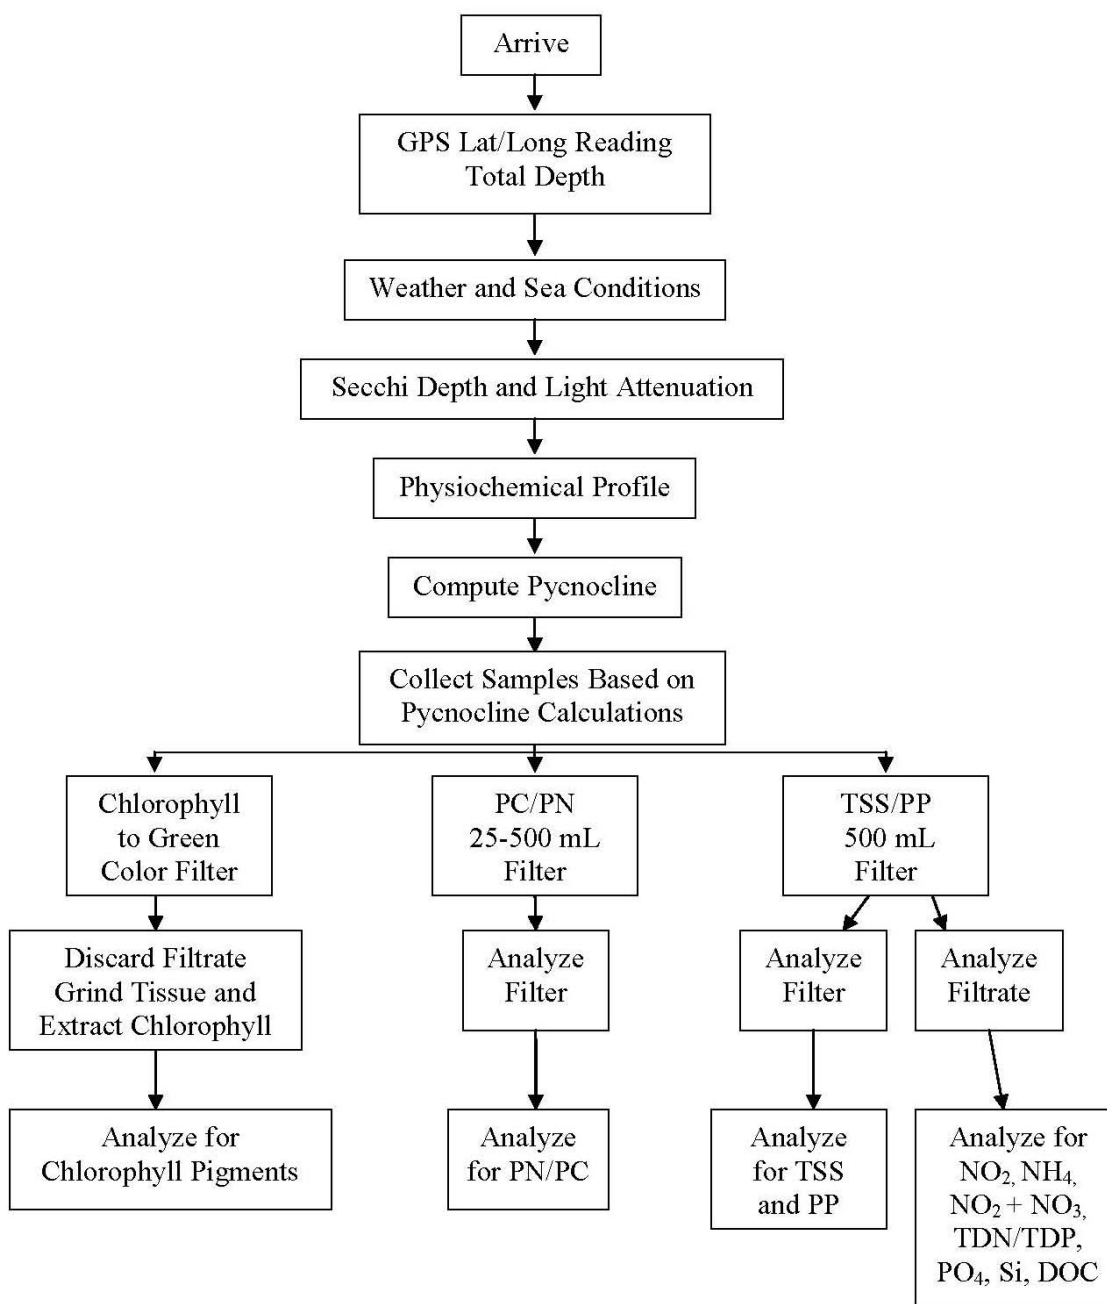 Arrive
GPS Lat/Long Reading
Total Depth
Weather and Sea Conditions
Secchi Depth and Light Attenuation
Physiochemical Profile
Compute Pycnocline
Collect Samples Based on
Pycnocline Calculations
Chlorophyll
to Green
Color Filter
PC/PN
25-500 mL
Filter
TSS/PP
500 mL
Filter
Discard Filtrate
Grind Tissue and
Extract Chlorophyll
Analyze
Filter
Analyze
Filter
Analyze
Filtrate
Analyze for
Chlorophyll Pigments
Analyze
for PN/PC
Analyze
for TSS
and PP
Analyze for
NO₂, NH₄,
NO₂ + NO₃,
TDN/TDP,
PO₄, Si, DOC